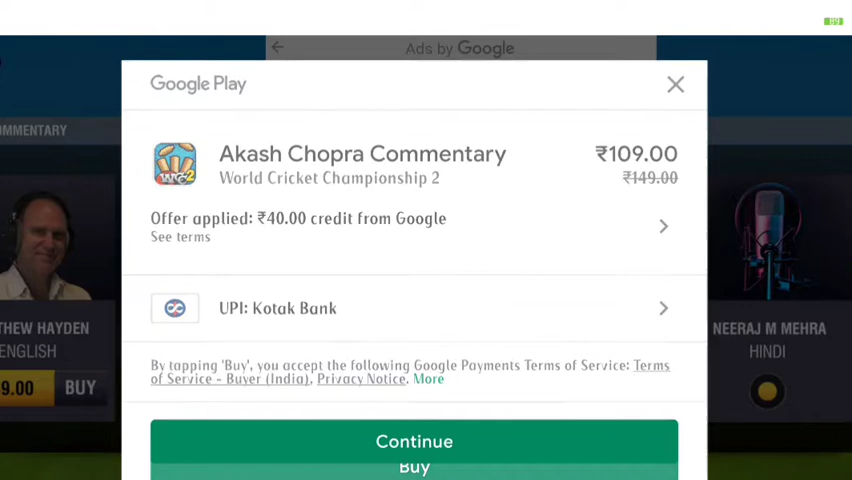 89
Ads by Google
Google Play
OMMENTARY
Akash Chopra Commentary
₹109.00
World Cricket Championship 2
₹149.00
WC2
Offer applied: ₹40.00 credit from Google
See terms
UPI: Kotak Bank
THEW HAYDEN
ENGLISH
9.00
BUY
NEERAJ M MEHRA
HINDI
By tapping 'Buy', you accept the following Google Payments Terms of Service: Terms
of Service - Buyer (India), Privacy Notice. More
Continue
Buy